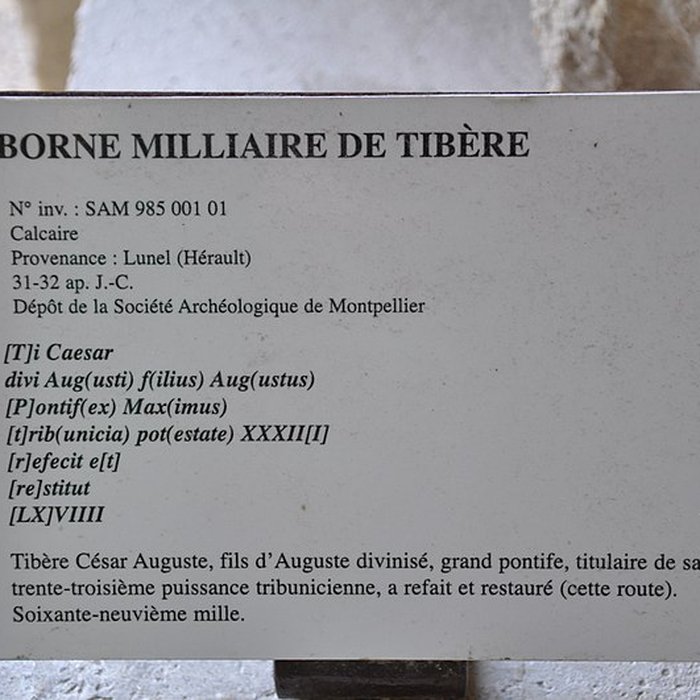 BORNE MILLIAIRE DE TIBÈRE
N° inv. : SAM 985 001 01
Calcaire
Provenance : Lunel (Hérault)
31-32 ap. J.-C.
Dépôt de la Société Archéologique de Montpellier
[T]i Caesar
divi Aug(usti) f(ilius) Aug(ustus)
[P]ontif(ex) Max(imus)
[t]rib(unicia) pot(estate) XXXII[I]
[r]efecit e[t]
[re]stitut
[LX]VIIII
Tibère César Auguste, fils d’Auguste divinisé, grand pontife, titulaire de sa
trente-troisième puissance tribunicienne, a refait et restauré (cette route).
Soixante-neuvième mille.